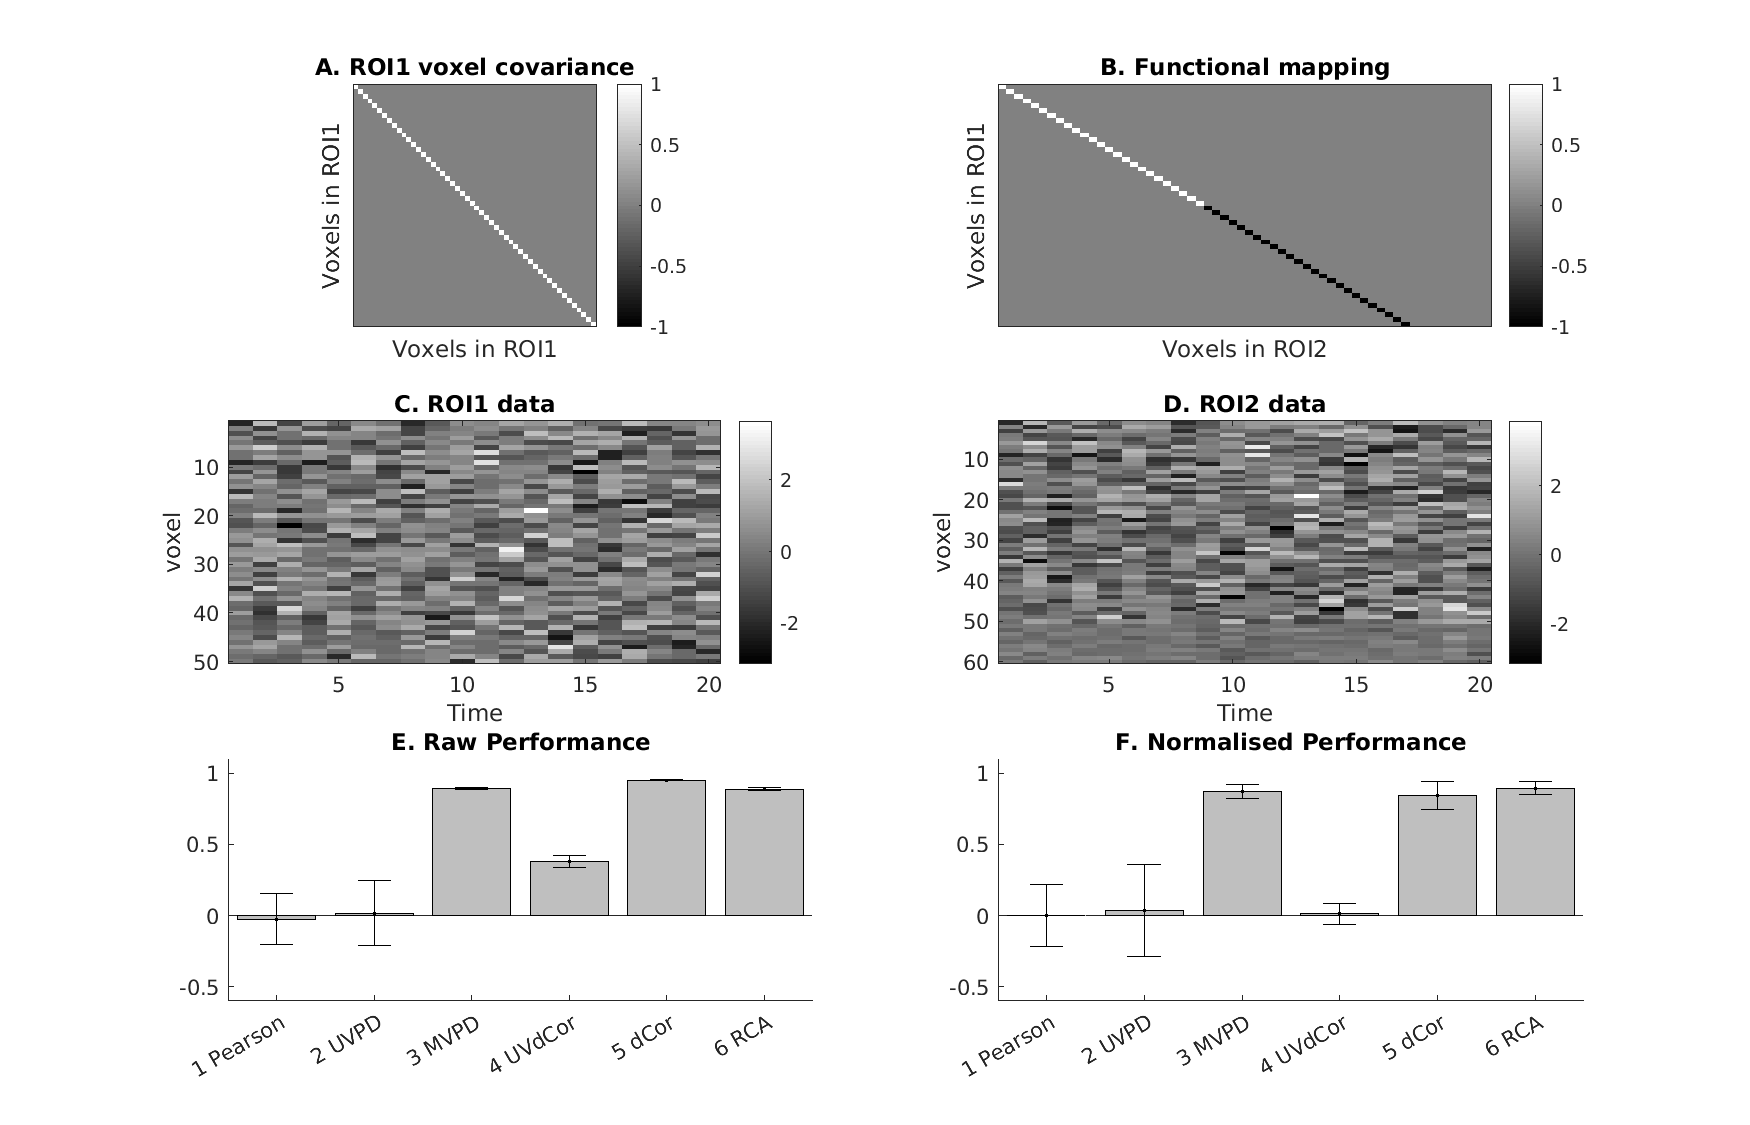 A. ROI1 voxel covariance
Voxels in ROI1
1
0.5
0
-0.5
-1
Voxels in ROI1
B. Functional mapping
Voxels in ROI1
1
0.5
0
-0.5
-1
Voxels in ROI2
C. ROI1 data
voxel
10
20
30
40
50
2
0
-2
5 10 15 20
Time
D. ROI2 data
voxel
10
20
30
40
50
60
2
0
-2
5 10 15 20
Time
E. Raw Performance
1
0.5
0
-0.5
1 Pearson
2 UVPD
3 MVPD
4 UVdCor
5 dCor
6 RCA
F. Normalised Performance
1
0.5
0
-0.5
1 Pearson
2 UVPD
3 MVPD
4 UVdCor
5 dCor
6 RCA